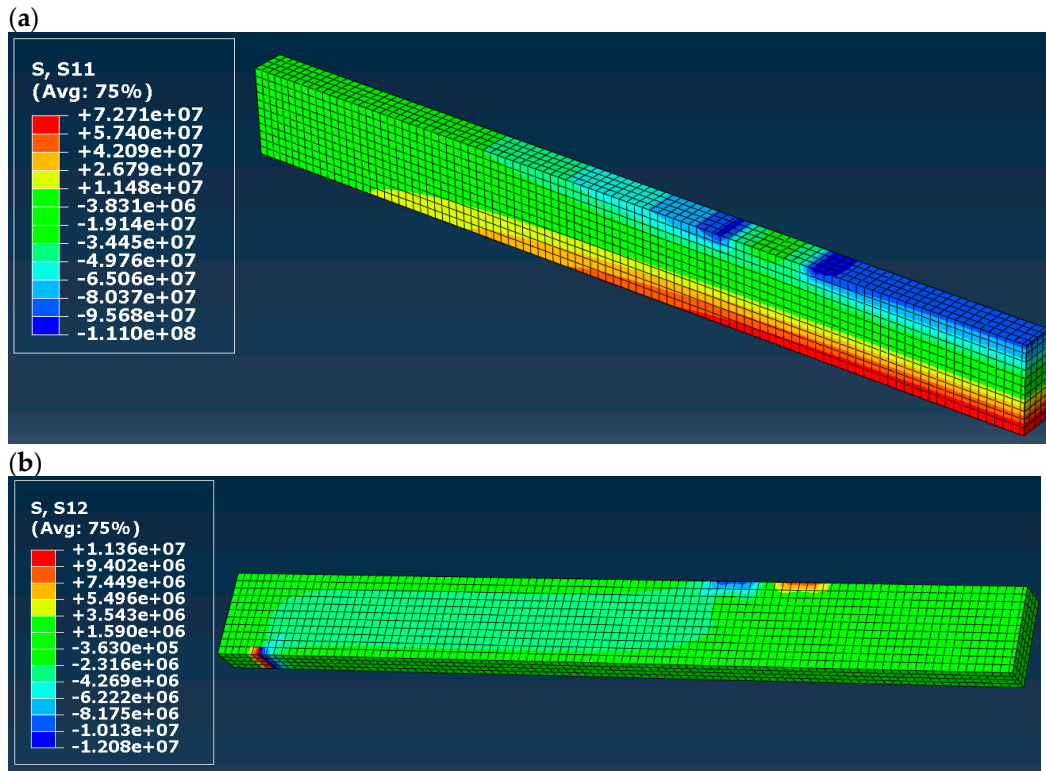 (a)
S, S11
(Avg: 75%)
+7.271e+07
+5.740e+07
+4.209e+07
+2.679e+07
+1.148e+07
-3.831e+06
-1.914e+07
-3.445e+07
-4.976e+07
-6.506e+07
-8.037e+07
-9.568e+07
-1.110e+08
(b)
S, S12
(Avg: 75%)
+1.136e+07
+9.402e+06
+7.449e+06
+5.496e+06
+3.543e+06
+1.590e+06
-3.630e+05
-2.316e+06
-4.269e+06
-6.222e+06
-8.175e+06
-1.013e+07
-1.208e+07